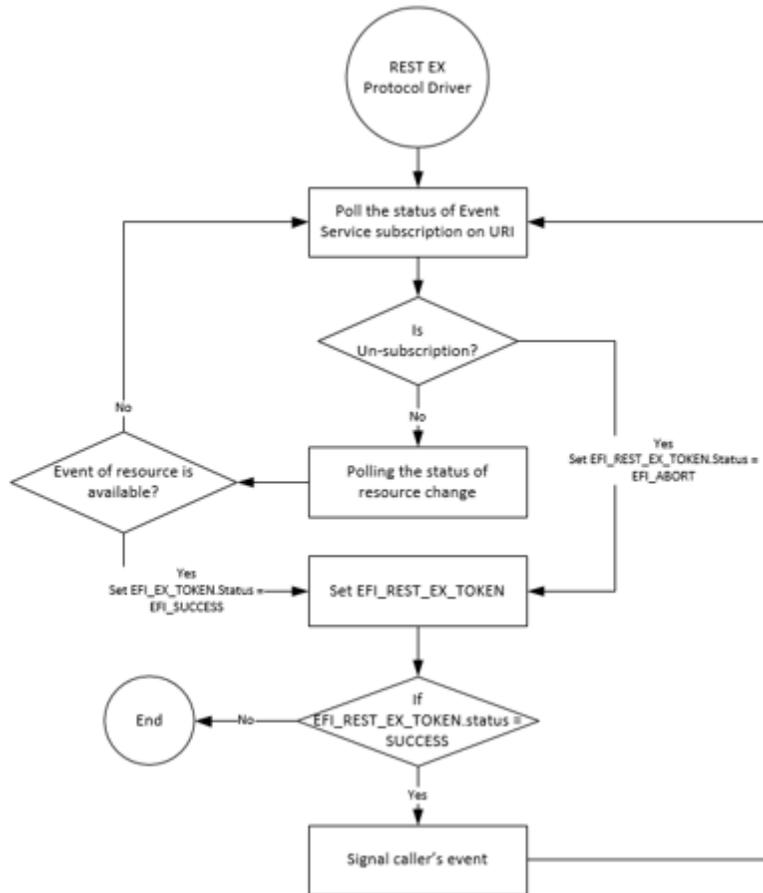 REST EX
Protocol Driver
Poll the status of Event
Service subscription on URI
Is
Un-subscription?
No
No
Yes
Set EFI_REST_EX_TOKEN.Status =
EFI_ABORT
Event of resource is
available?
Polling the status of
resource change
Yes
Set EFI_EX_TOKEN.Status =
EFI_SUCCESS
Set EFI_REST_EX_TOKEN
End
No
If
EFI_REST_EX_TOKEN.status =
SUCCESS
Yes
Signal caller's event